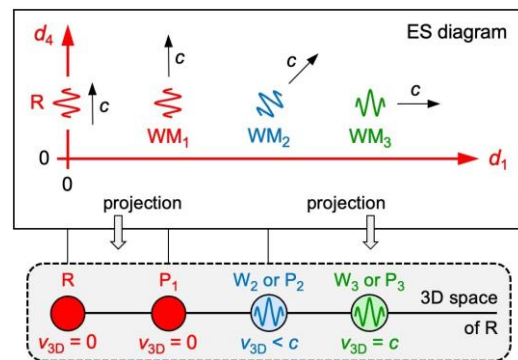 d₄
ES diagram
R
c
c
c
c
WM₁
WM₂
WM₃
0
d₁
0
projection
projection
R
P₁
W₂ or P₂
W₃ or P₃
3D space
of R
v₃D = 0
v₃D = 0
v₃D < c
v₃D = c